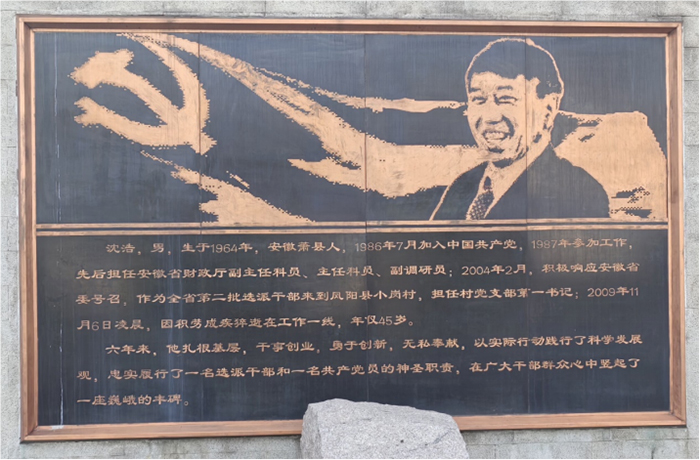 沈浩，男，生于1964年，安徽萧县人，1986年7月加入中国共产党，1987年参加工作，
先后担任安徽省财政厅副主任科员、主任科员、副调研员；2004年2月，积极响应安徽省
委号召，作为全省第二批选派干部来到凤阳县小岗村，担任村党支部第一书记；2009年11
月6日凌晨，因积劳成疾猝逝在工作一线，年仅45岁。
六年来，他扎根基层，干事创业，勇于创新，无私奉献，以实际行动践行了科学发展
观，忠实履行了一名选派干部和一名共产党员的神圣职责，在广大干部群众心中竖起了
一座巍峨的丰碑。